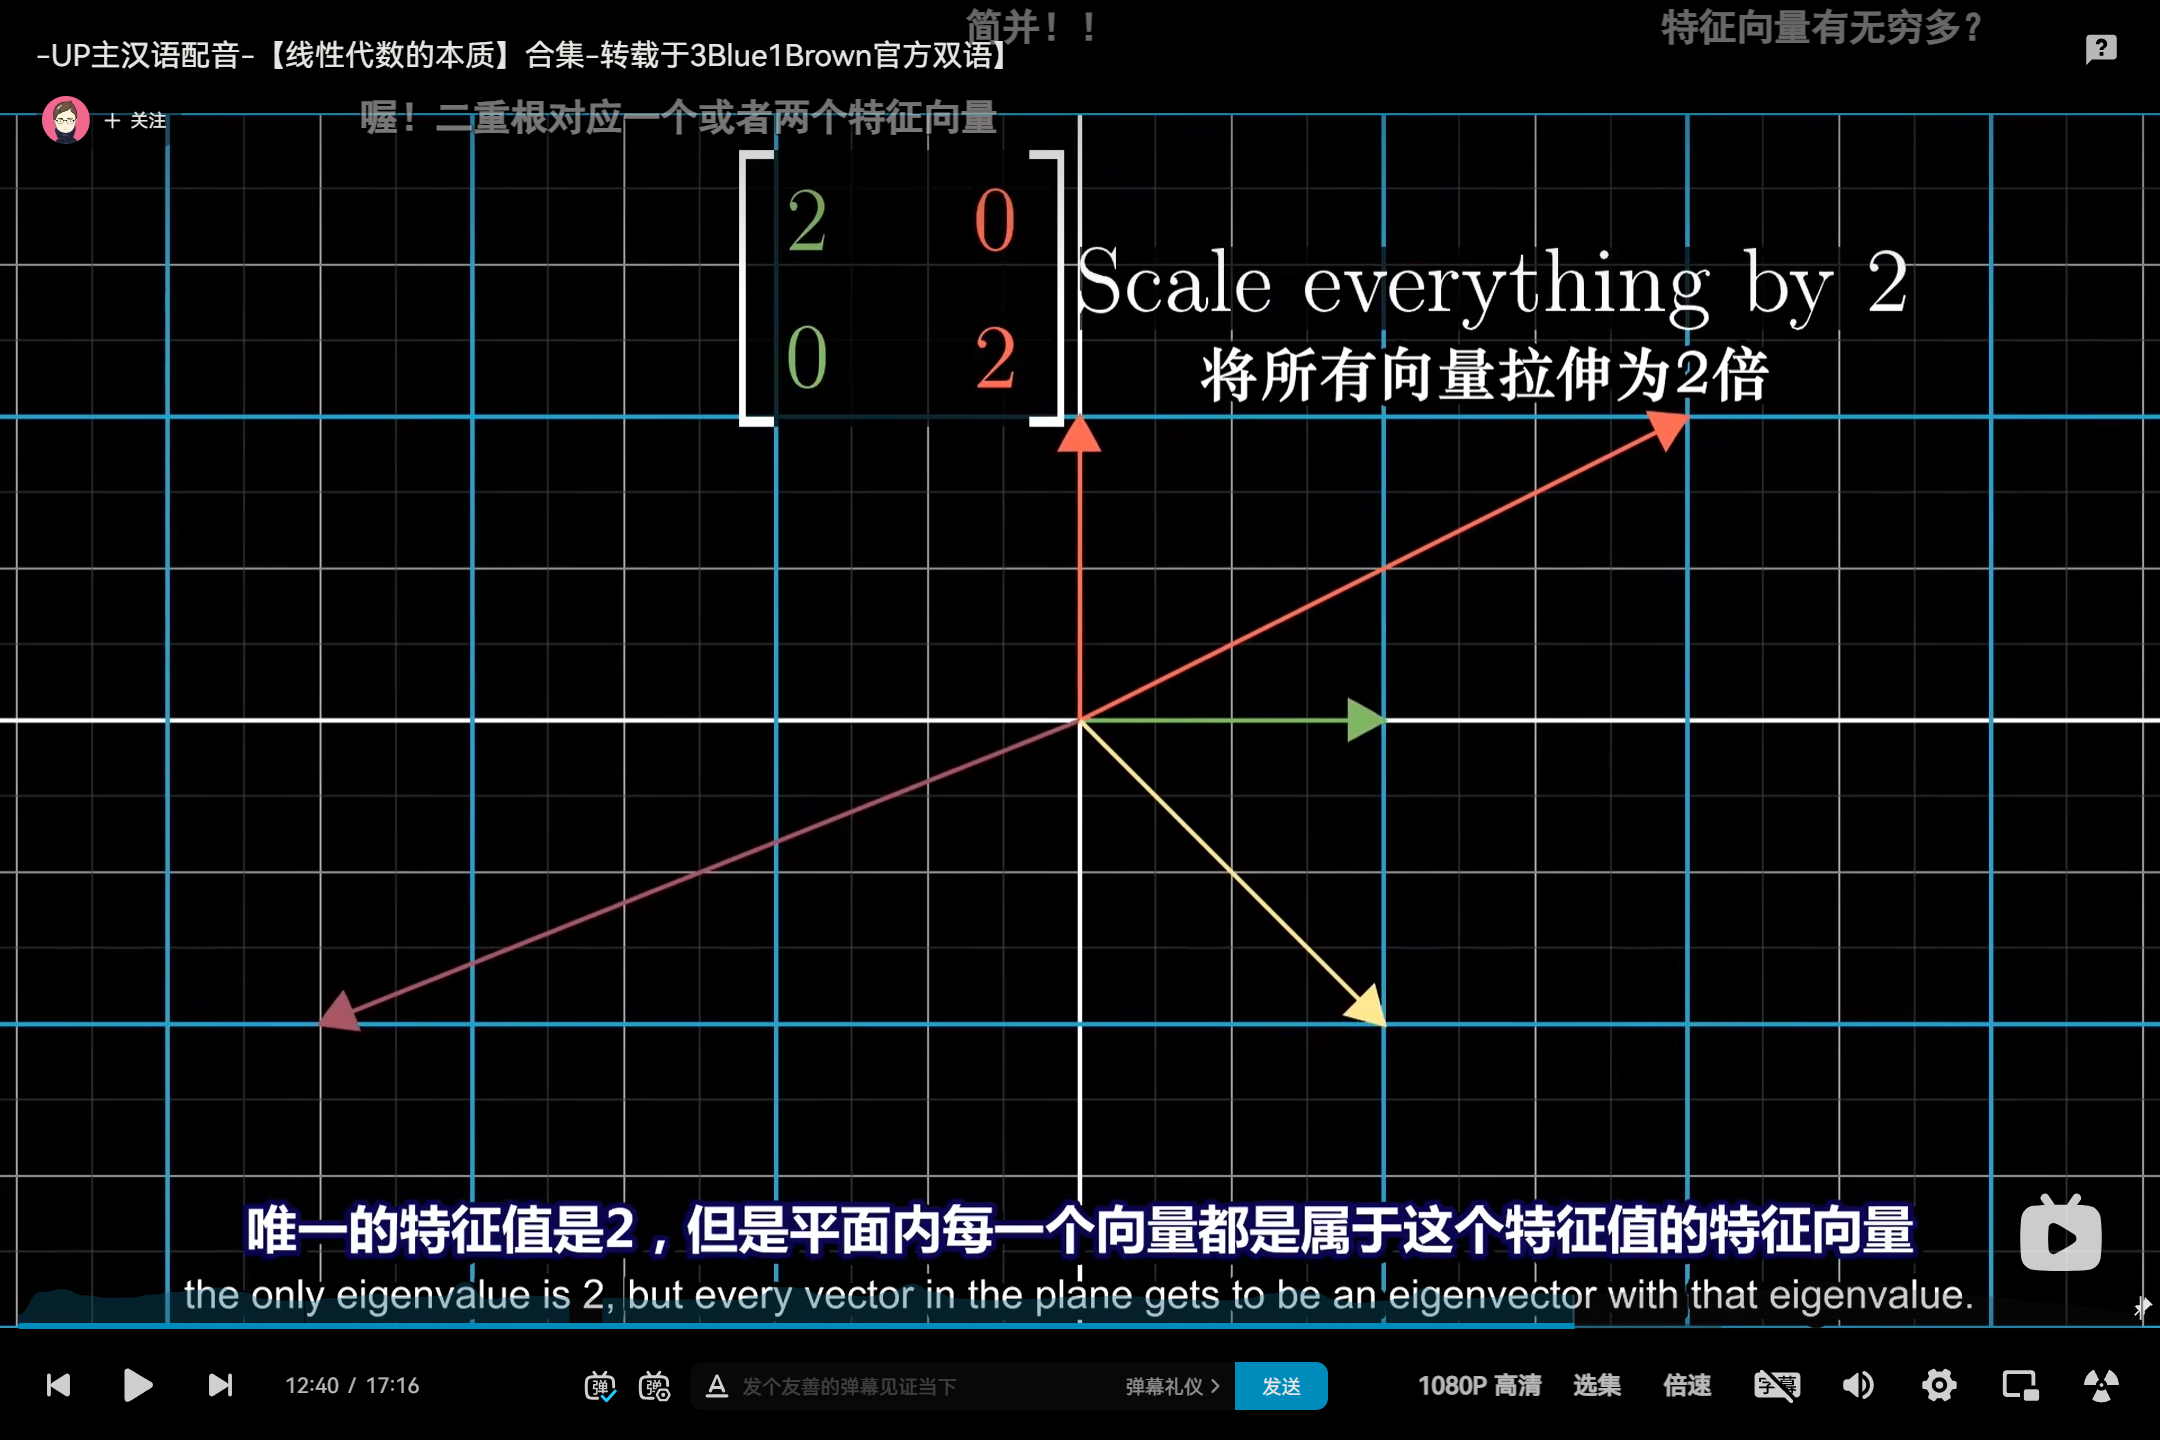 简并！！
特征向量有无穷多？
-UP主汉语配音-【线性代数的本质】合集-转载于3Blue1Brown官方双语】
+ 关注
喔！二重根对应一个或者两个特征向量
2 0
0 2
Scale everything by 2
将所有向量拉伸为2倍
唯一的特征值是2，但是平面内每一个向量都是属于这个特征值的特征向量
the only eigenvalue is 2, but every vector in the plane gets to be an eigenvector with that eigenvalue.
12:40 / 17:16
弹
弹
A
发个友善的弹幕见证当下
弹幕礼仪 >
发送
1080P 高清
选集
倍速
字幕